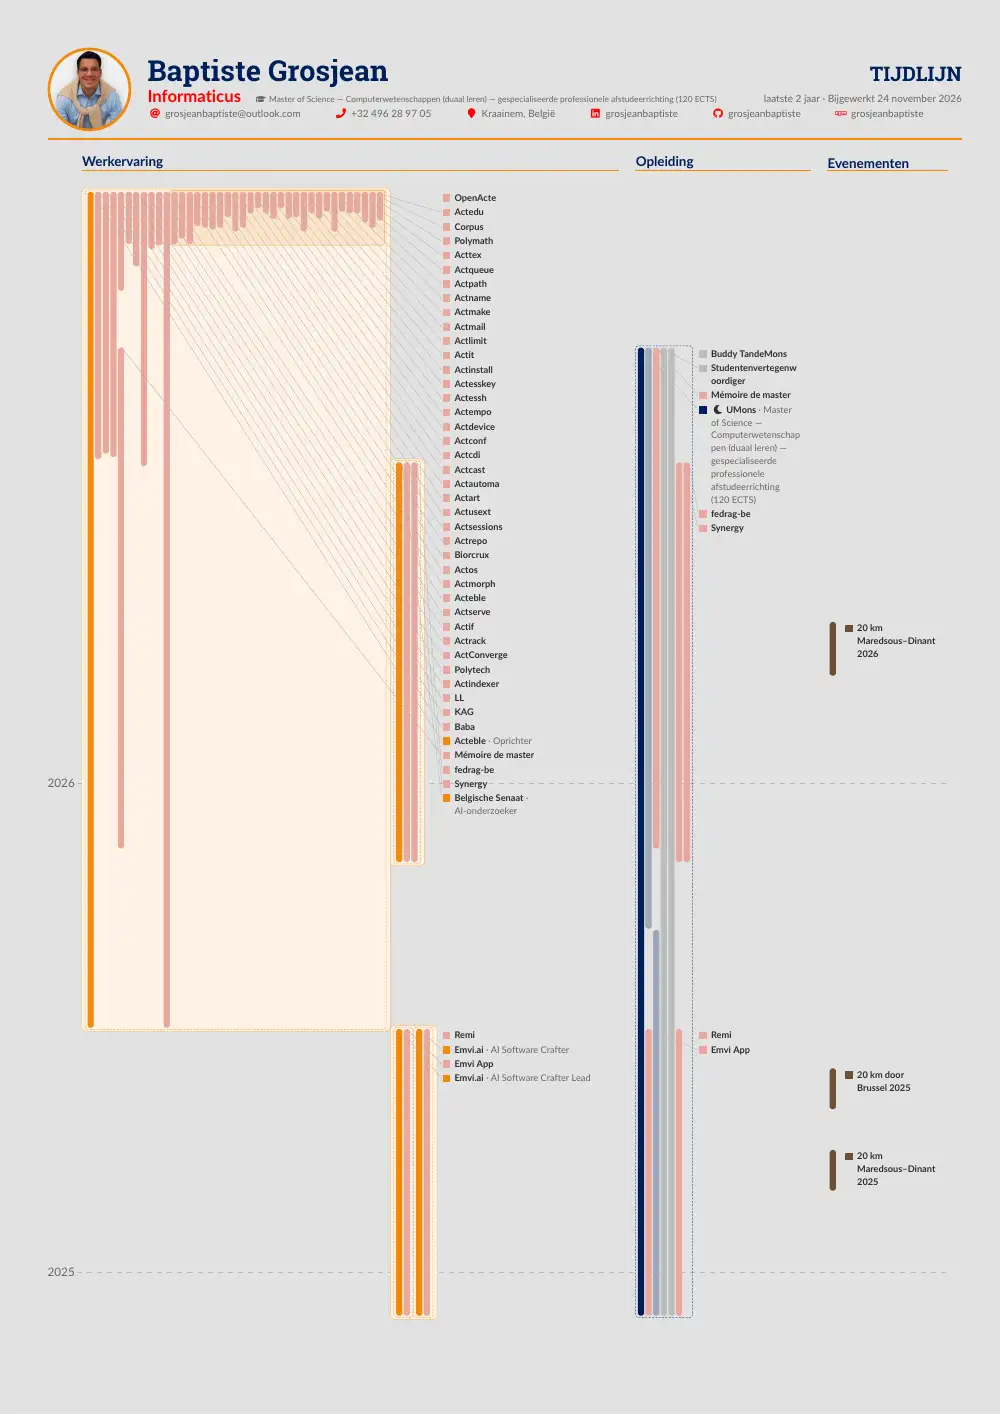 Baptiste Grosjean
TIJDLIJN
Informaticus
Master of Science — Computerwetenschappen (duaal leren) — gespecialiseerde professionele afstudeerrichting (120 ECTS)
laatste 2 jaar · Bijgewerkt 24 november 2026
grosjeanbaptiste@outlook.com
+32 496 28 97 05
Kraainem, België
grosjeanbaptiste
grosjeanbaptiste
grosjeanbaptiste
Werkervaring
Opleiding
Evenementen
OpenActe
Actedu
Corpus
Polymath
Acttex
Actqueue
Actpath
Actname
Actmake
Actmail
Actlimit
Actit
Actinstall
Actesskey
Actessh
Actempo
Actdevice
Actconf
Actcdi
Actcast
Actautoma
Actart
Actusext
Actsessions
Actrepo
Biorcrux
Actos
Actmorph
Acteble
Actserve
Actif
Actrack
ActConverge
Polytech
Actindexer
LL
KAG
Baba
Acteble · Oprichter
Mémoire de master
fedrag-be
Synergy
Belgische Senaat ·
AI-onderzoeker
Buddy TandeMons
Studentenvertegenw
oordiger
Mémoire de master
UMons · Master
of Science —
Computerwetenschap
pen (duaal leren) —
gespecialiseerde
professionele
afstudeerrichting
(120 ECTS)
fedrag-be
Synergy
20 km
Maredsous–Dinant
2026
2026
Remi
Emvi.ai · AI Software Crafter
Emvi App
Emvi.ai · AI Software Crafter Lead
Remi
Emvi App
20 km door
Brussel 2025
20 km
Maredsous–Dinant
2025
2025